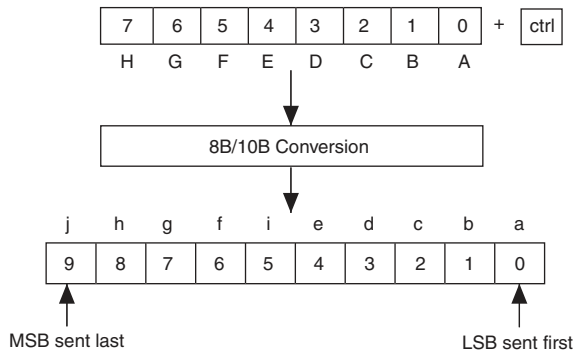 7 6 5 4 3 2 1 0 + ctrl
H G F E D C B A
8B/10B Conversion
j h g f i e d c b a
9 8 7 6 5 4 3 2 1 0
MSB sent last LSB sent first